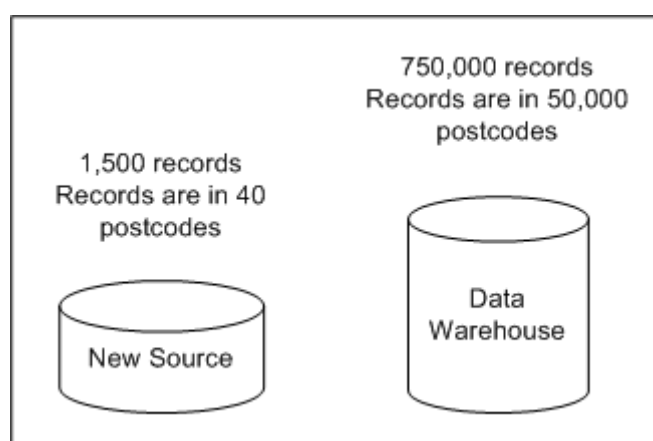 750,000 records
Records are in 50,000
postcodes
1,500 records
Records are in 40
postcodes
Data
Warehouse
New Source